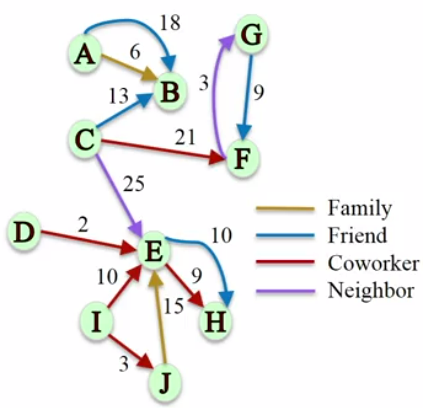 18
G
A
6
3
9
B
13
C
21
F
25
Family
D
2
Friend
E
10
Coworker
10
9
Neighbor
15
I
H
3
J